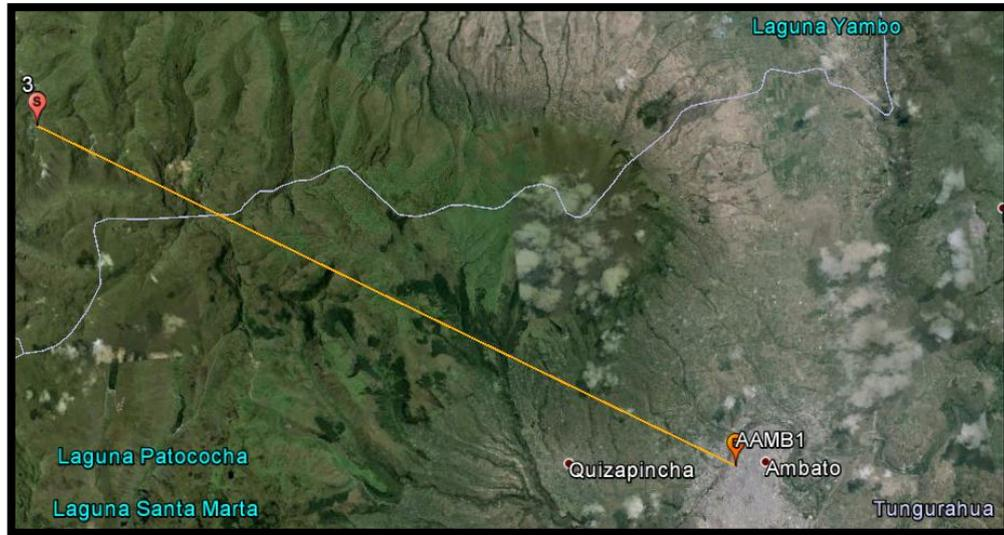 Laguna Yambo
3
S
AAMB1
Quizapincha
Ambato
Laguna Patococha
Laguna Santa Marta
Tungurahua